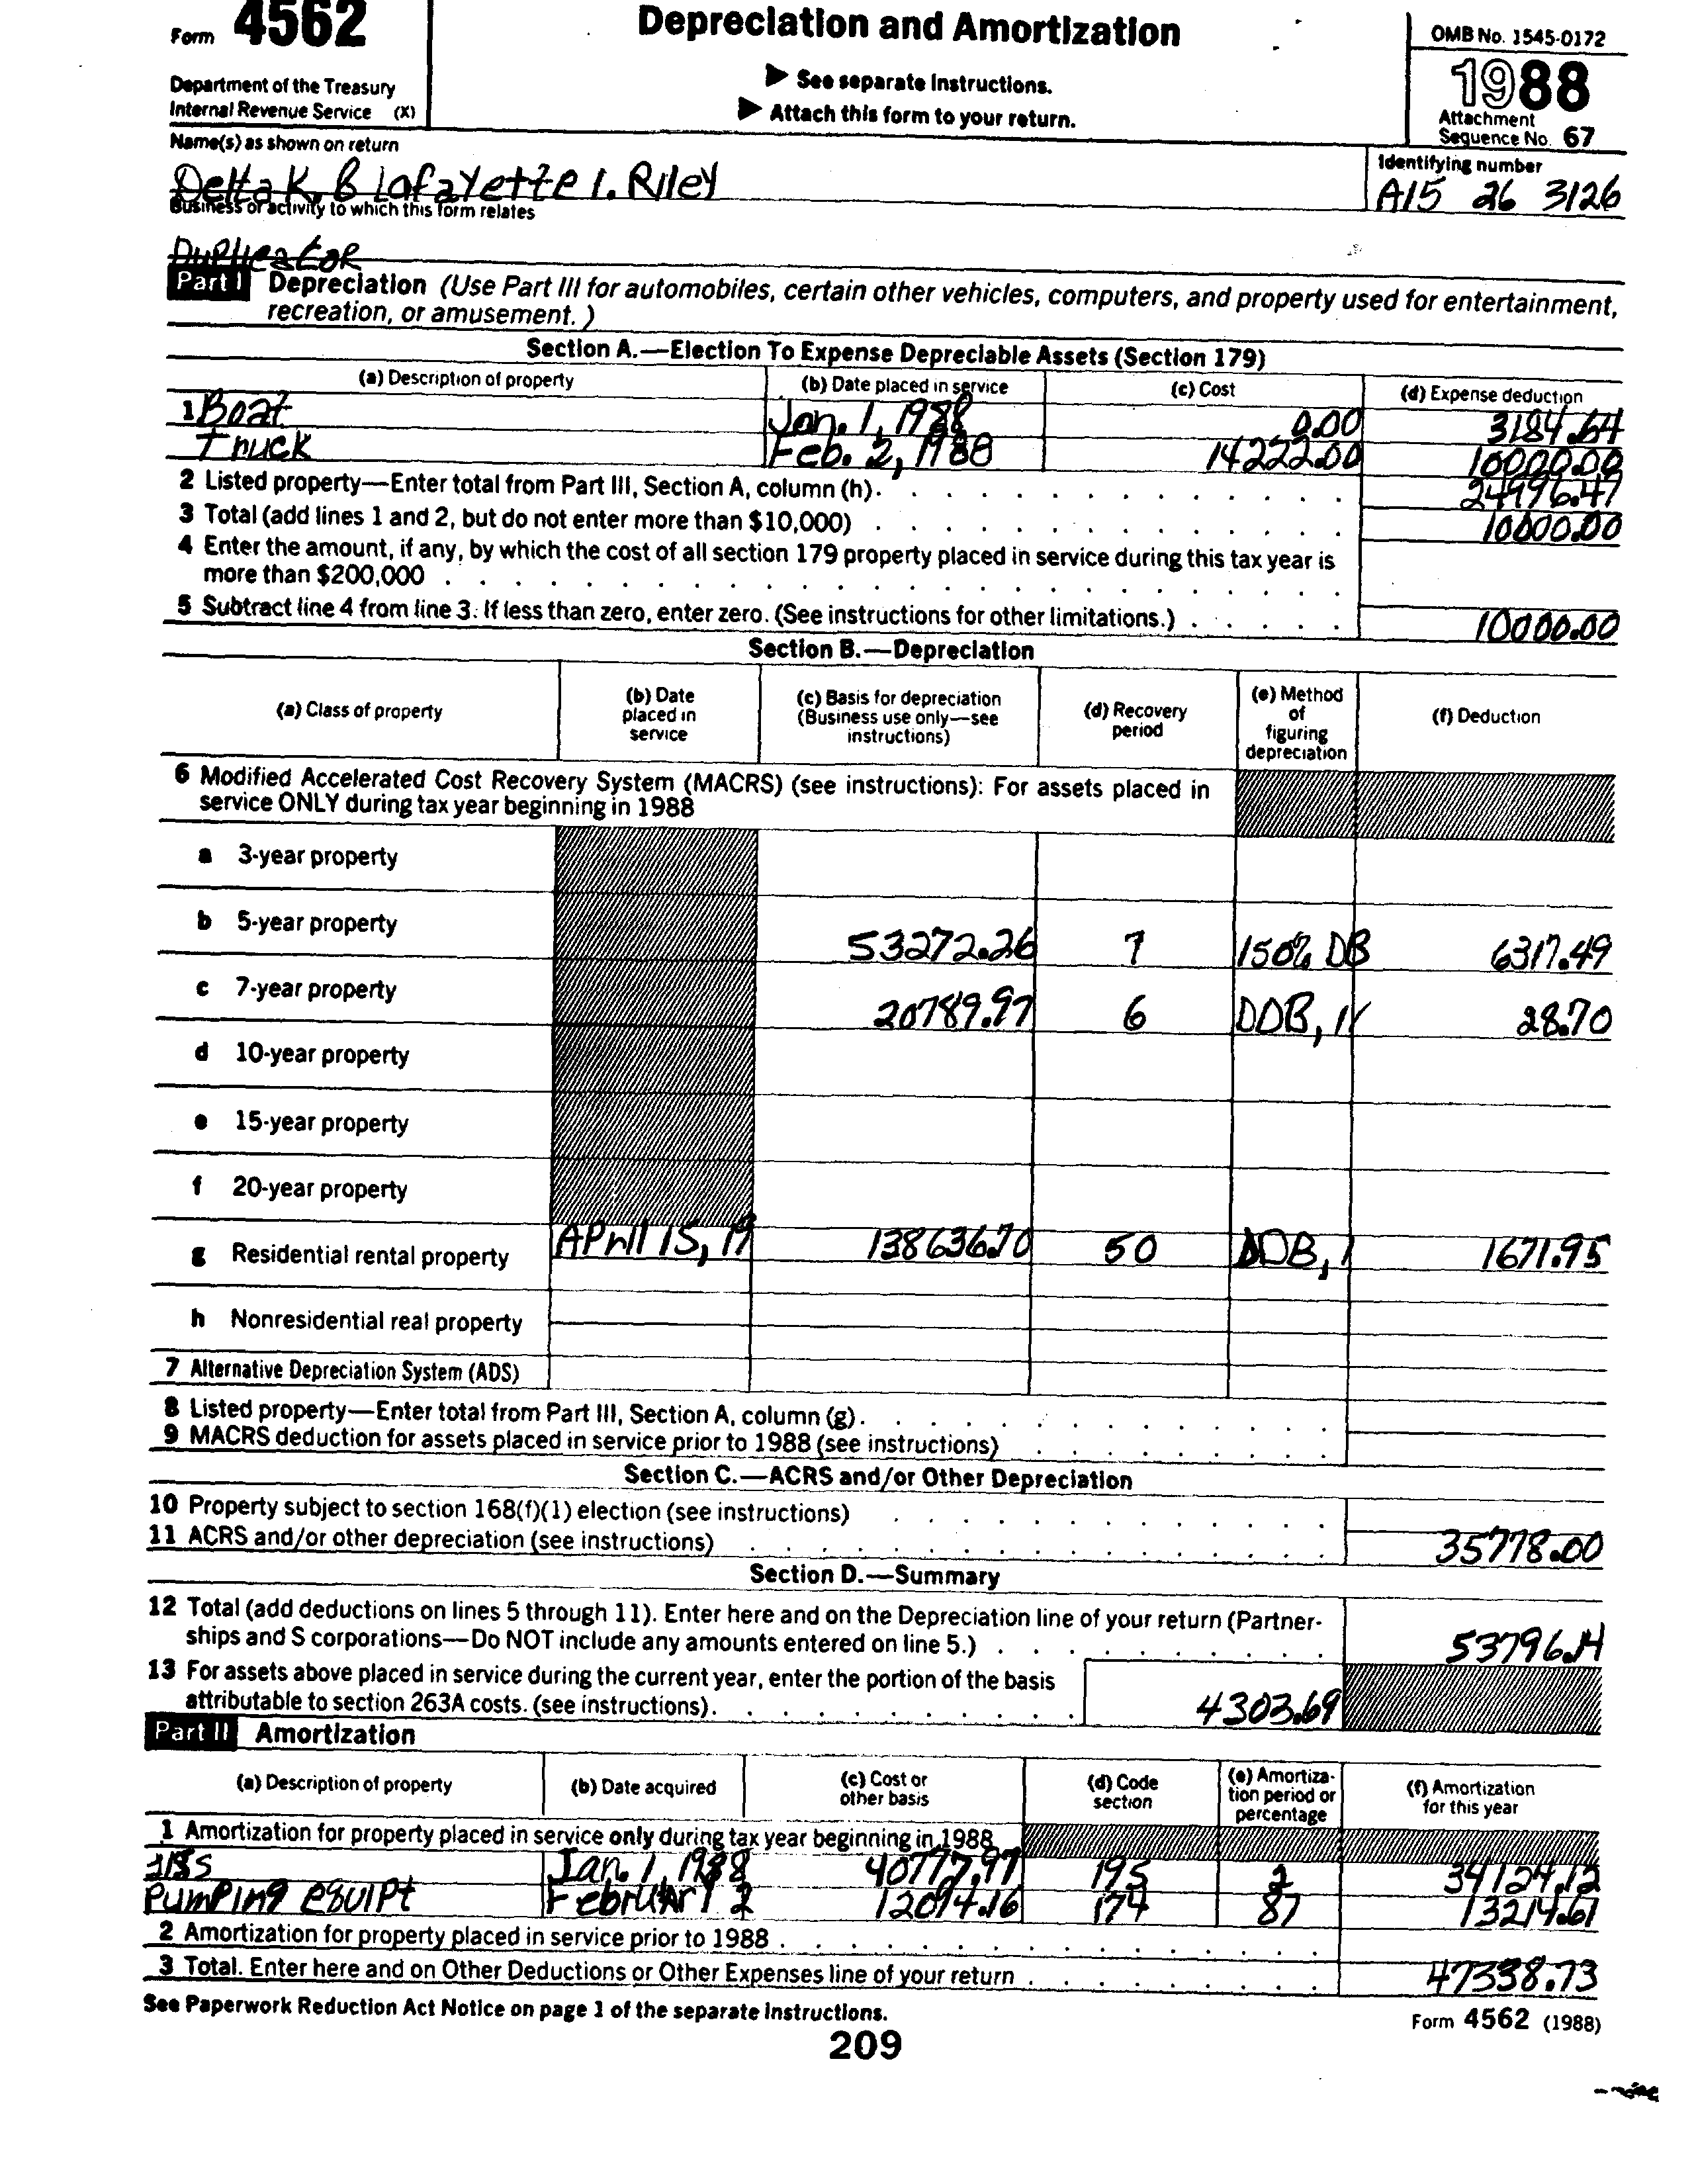 Form 4562
Depreciation and Amortization
OMB No. 1545-0172
Department of the Treasury
Internal Revenue Service (X)
▶ See separate instructions.
▶ Attach this form to your return.
1988
Attachment
Sequence No. 67
Name(s) as shown on return
Identifying number
Delta K, B Lafayette 1. Riley
A15 26 3126
Business or activity to which this form relates
Duplicator
Part I Depreciation (Use Part III for automobiles, certain other vehicles, computers, and property used for entertainment,
recreation, or amusement.)
Section A.—Election To Expense Depreciable Assets (Section 179)
(a) Description of property (b) Date placed in service (c) Cost (d) Expense deduction
1 Boat Jan. 1, 1988 0.00 3184.64
Truck Feb. 2, 1988 14222.00 10000.00
2 Listed property—Enter total from Part III, Section A, column (h). 24996.47
3 Total (add lines 1 and 2, but do not enter more than $10,000) 10000.00
4 Enter the amount, if any, by which the cost of all section 179 property placed in service during this tax year is
more than $200,000
5 Subtract line 4 from line 3. If less than zero, enter zero. (See instructions for other limitations.) 10000.00
Section B.—Depreciation
(a) Class of property
(b) Date placed in service
(c) Basis for depreciation (Business use only—see instructions)
(d) Recovery period
(e) Method of figuring depreciation
(f) Deduction
6 Modified Accelerated Cost Recovery System (MACRS) (see instructions): For assets placed in
service ONLY during tax year beginning in 1988
a 3-year property
b 5-year property 53272.26 7 150% DB 6317.49
c 7-year property 20789.97 6 DDB, 28.70
d 10-year property
e 15-year property
f 20-year property
g Residential rental property April 15, 19 138636.70 50 DDB, 1 1671.95
h Nonresidential real property
7 Alternative Depreciation System (ADS)
8 Listed property—Enter total from Part III, Section A, column (g).
9 MACRS deduction for assets placed in service prior to 1988 (see instructions)
Section C.—ACRS and/or Other Depreciation
10 Property subject to section 168(f)(1) election (see instructions)
11 ACRS and/or other depreciation (see instructions) 35778.00
Section D.—Summary
12 Total (add deductions on lines 5 through 11). Enter here and on the Depreciation line of your return (Partner-
ships and S corporations—Do NOT include any amounts entered on line 5.) 53796.14
13 For assets above placed in service during the current year, enter the portion of the basis
attributable to section 263A costs. (see instructions). 4303.69
Part II Amortization
(a) Description of property
(b) Date acquired
(c) Cost or other basis
(d) Code section
(e) Amortization period or percentage
(f) Amortization for this year
1 Amortization for property placed in service only during tax year beginning in 1988
Jan. 1, 1988 40777.97 195 2 34124.12
Pumping equipt February 2 12094.16 174 87 13214.61
2 Amortization for property placed in service prior to 1988
3 Total. Enter here and on Other Deductions or Other Expenses line of your return 47338.73
See Paperwork Reduction Act Notice on page 1 of the separate instructions.
Form 4562 (1988)
209